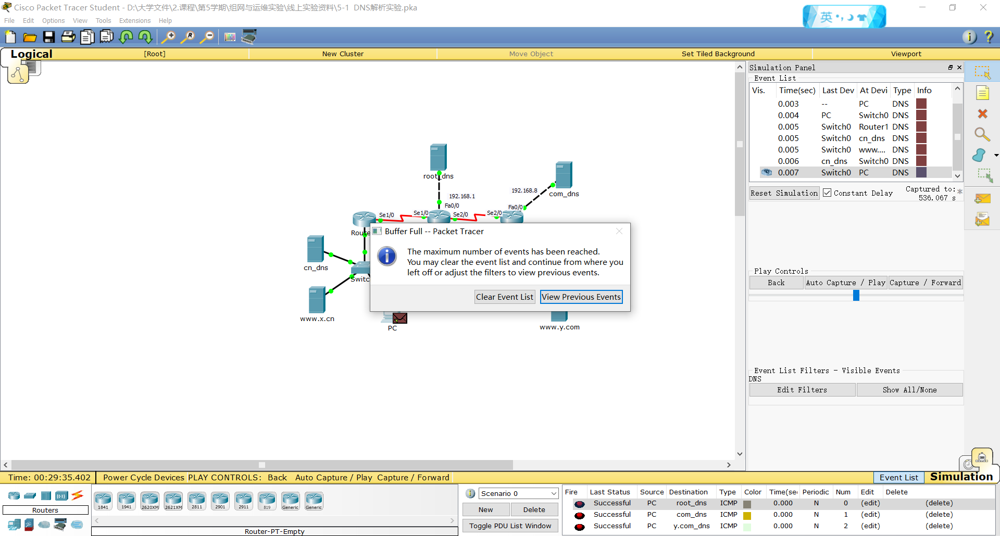 Cisco Packet Tracer Student - D:\大学文件\2.课程\第5学期\组网与运维实验\线上实验资料\5-1 DNS解析实验.pka
英
File Edit Options View Tools Extensions Help
Logical [Root] New Cluster Move Object Set Tiled Background Viewport
Simulation Panel
Event List
Vis. Time(sec) Last Dev At Devi Type Info
0.003 -- PC DNS
0.004 PC Switch0 DNS
0.005 Switch0 Router1 DNS
0.005 Switch0 cn_dns DNS
0.005 Switch0 www.... DNS
0.006 cn_dns Switch0 DNS
0.007 Switch0 PC DNS
Reset Simulation Constant Delay Captured to: *
536.067 s
Play Controls
Back Auto Capture / Play Capture / Forward
Event List Filters - Visible Events
DNS
Edit Filters Show All/None
root_dns
com_dns
192.168.8
192.168.1
Fa0/0
Fa0/0
Se1/0 Se1/0 Se2/0 Se2/0
Route
cn_dns
Switc
www.x.cn
PC
www.y.com
Buffer Full -- Packet Tracer
The maximum number of events has been reached.
You may clear the event list and continue from where you
left off or adjust the filters to view previous events.
Clear Event List View Previous Events
Time: 00:29:35.402 Power Cycle Devices PLAY CONTROLS: Back Auto Capture / Play Capture / Forward Event List Simulation
Routers
1841 1941 2620XM 2621XM 2811 2901 2911 819 Generic Generic
Router-PT-Empty
Scenario 0
New Delete
Toggle PDU List Window
Fire Last Status Source Destination Type Color Time(sec Periodic Num Edit Delete
Successful PC root_dns ICMP 0.000 N 0 (edit) (delete)
Successful PC com_dns ICMP 0.000 N 1 (edit) (delete)
Successful PC y.com_dns ICMP 0.000 N 2 (edit) (delete)